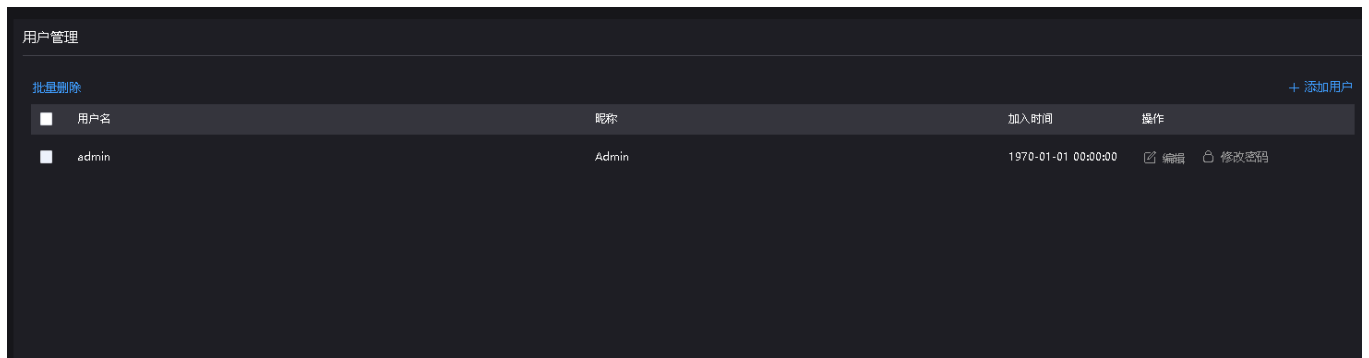 用户管理
批量删除 + 添加用户
用户名 昵称 加入时间 操作
admin Admin 1970-01-01 00:00:00 编辑 修改密码